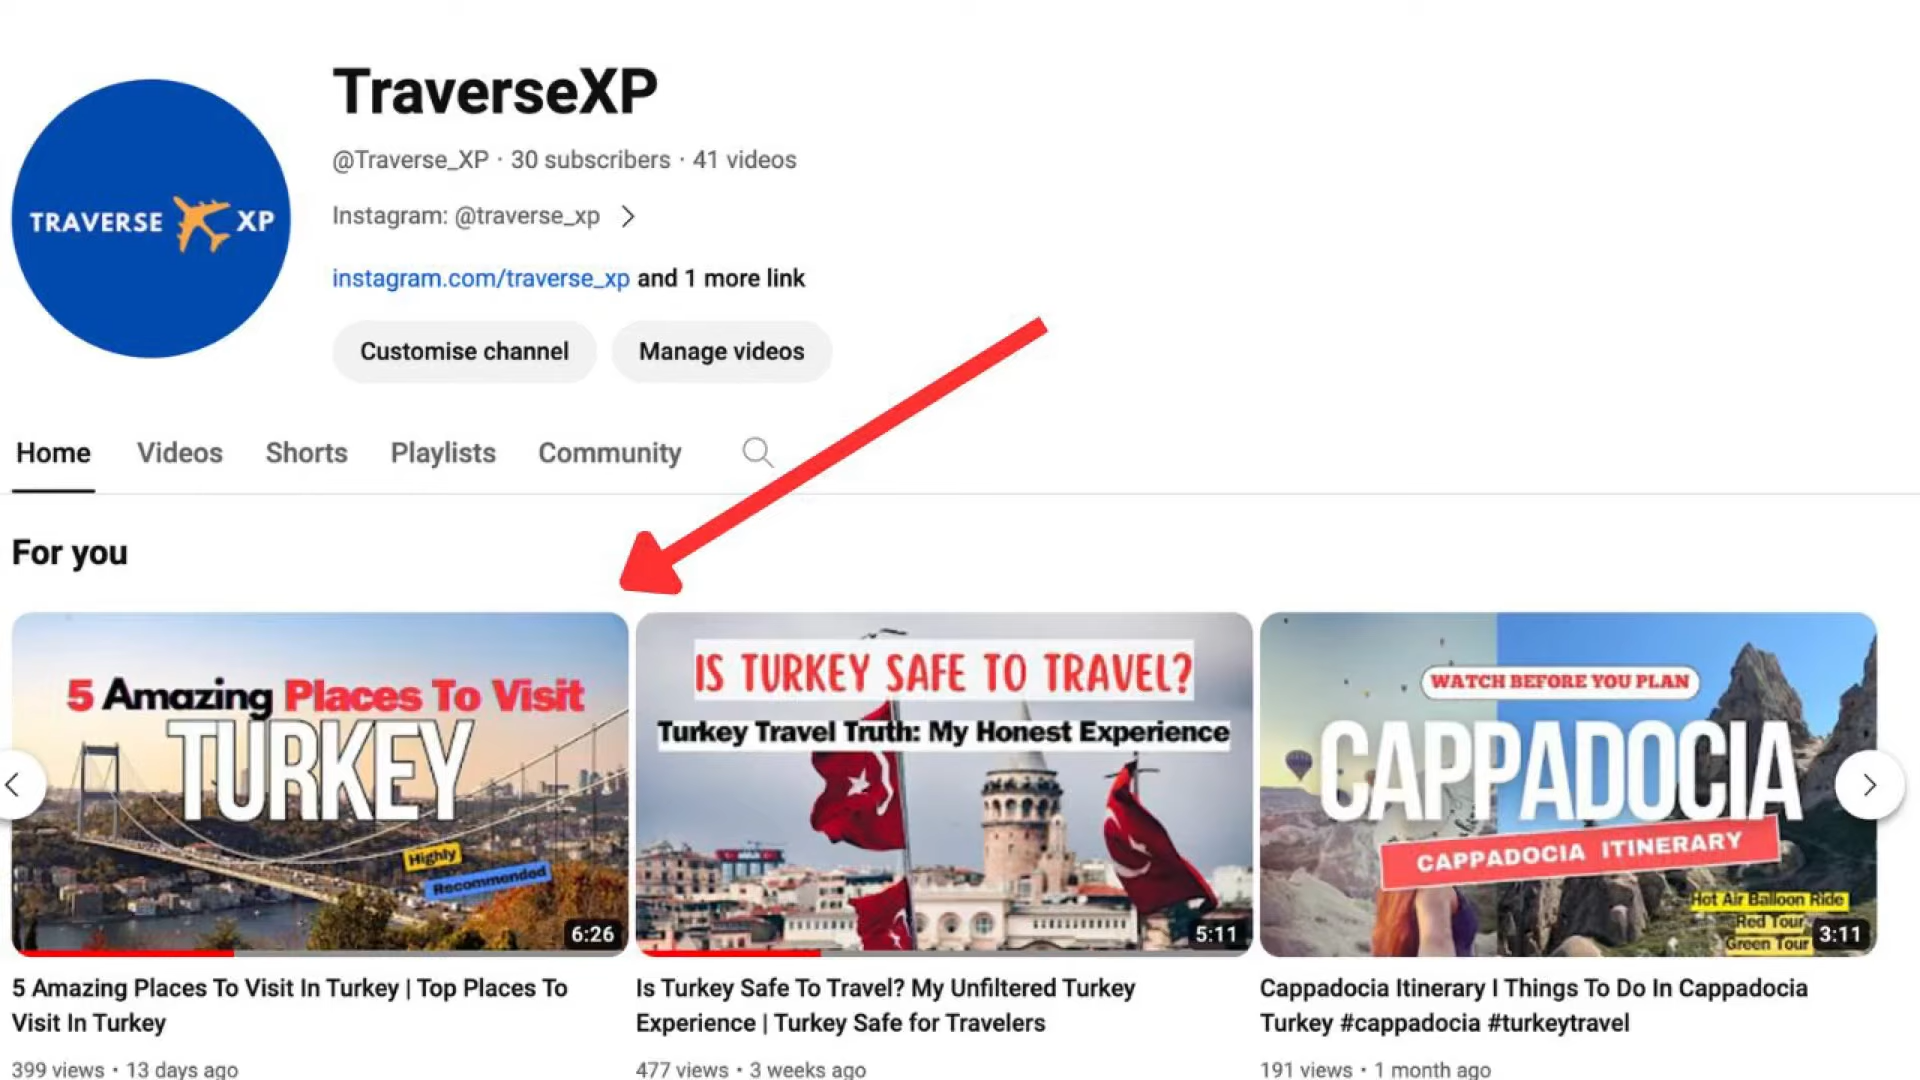 TraverseXP
@Traverse_XP · 30 subscribers · 41 videos
TRAVERSE XP
Instagram: @traverse_xp
instagram.com/traverse_xp and 1 more link
Customise channel
Manage videos
Home
Videos
Shorts
Playlists
Community
For you
5 Amazing Places To Visit
TURKEY
Highly
Recommended
6:26
5 Amazing Places To Visit In Turkey | Top Places To
Visit In Turkey
399 views · 13 days ago
IS TURKEY SAFE TO TRAVEL?
Turkey Travel Truth: My Honest Experience
5:11
Is Turkey Safe To Travel? My Unfiltered Turkey
Experience | Turkey Safe for Travelers
477 views · 3 weeks ago
WATCH BEFORE YOU PLAN
CAPPADOCIA
CAPPADOCIA ITINERARY
Hot Air Balloon Ride
Red Tour
Green Tour
3:11
Cappadocia Itinerary I Things To Do In Cappadocia
Turkey #cappadocia #turkeytravel
191 views · 1 month ago